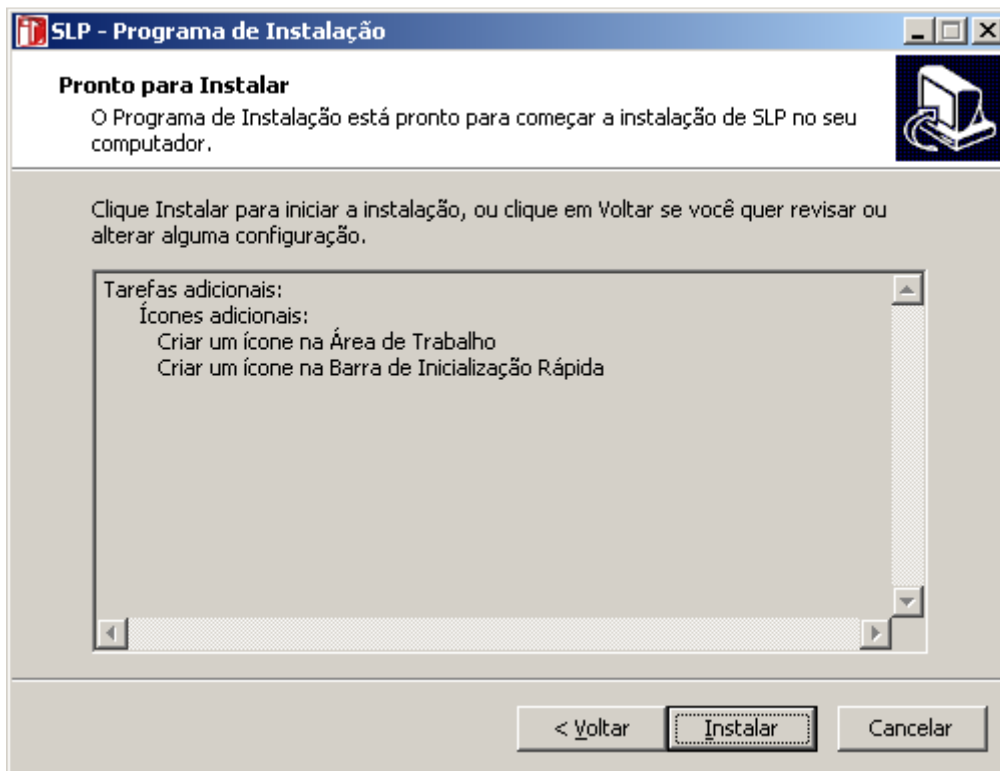 SLP - Programa de Instalação
Pronto para Instalar
O Programa de Instalação está pronto para começar a instalação de SLP no seu
computador.
Clique Instalar para iniciar a instalação, ou clique em Voltar se você quer revisar ou
alterar alguma configuração.
Tarefas adicionais:
Ícones adicionais:
Criar um ícone na Área de Trabalho
Criar um ícone na Barra de Inicialização Rápida
< Voltar
Instalar
Cancelar